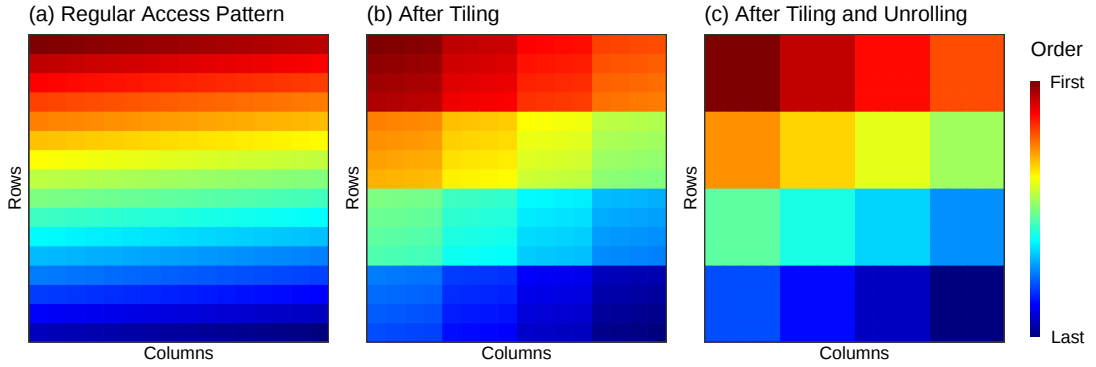 (a) Regular Access Pattern
(b) After Tiling
(c) After Tiling and Unrolling
Order
First
Last
Rows
Rows
Rows
Columns
Columns
Columns